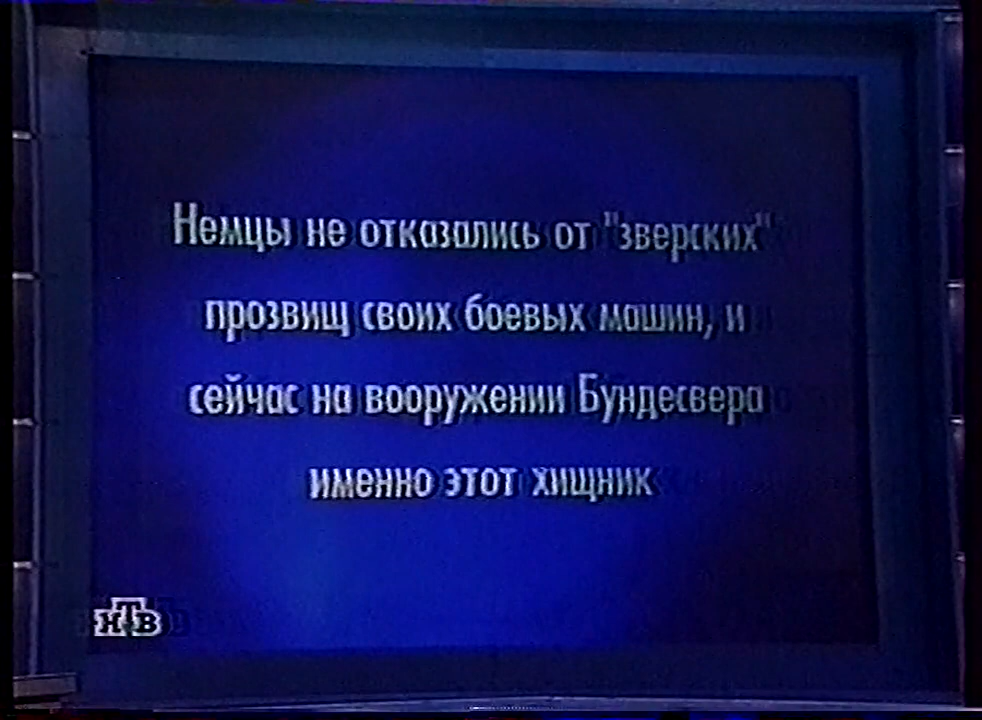 Немцы не отказались от "зверских"
прозвищ своих боевых машин, и
сейчас на вооружении Бундесвера
именно этот хищник
НТВ